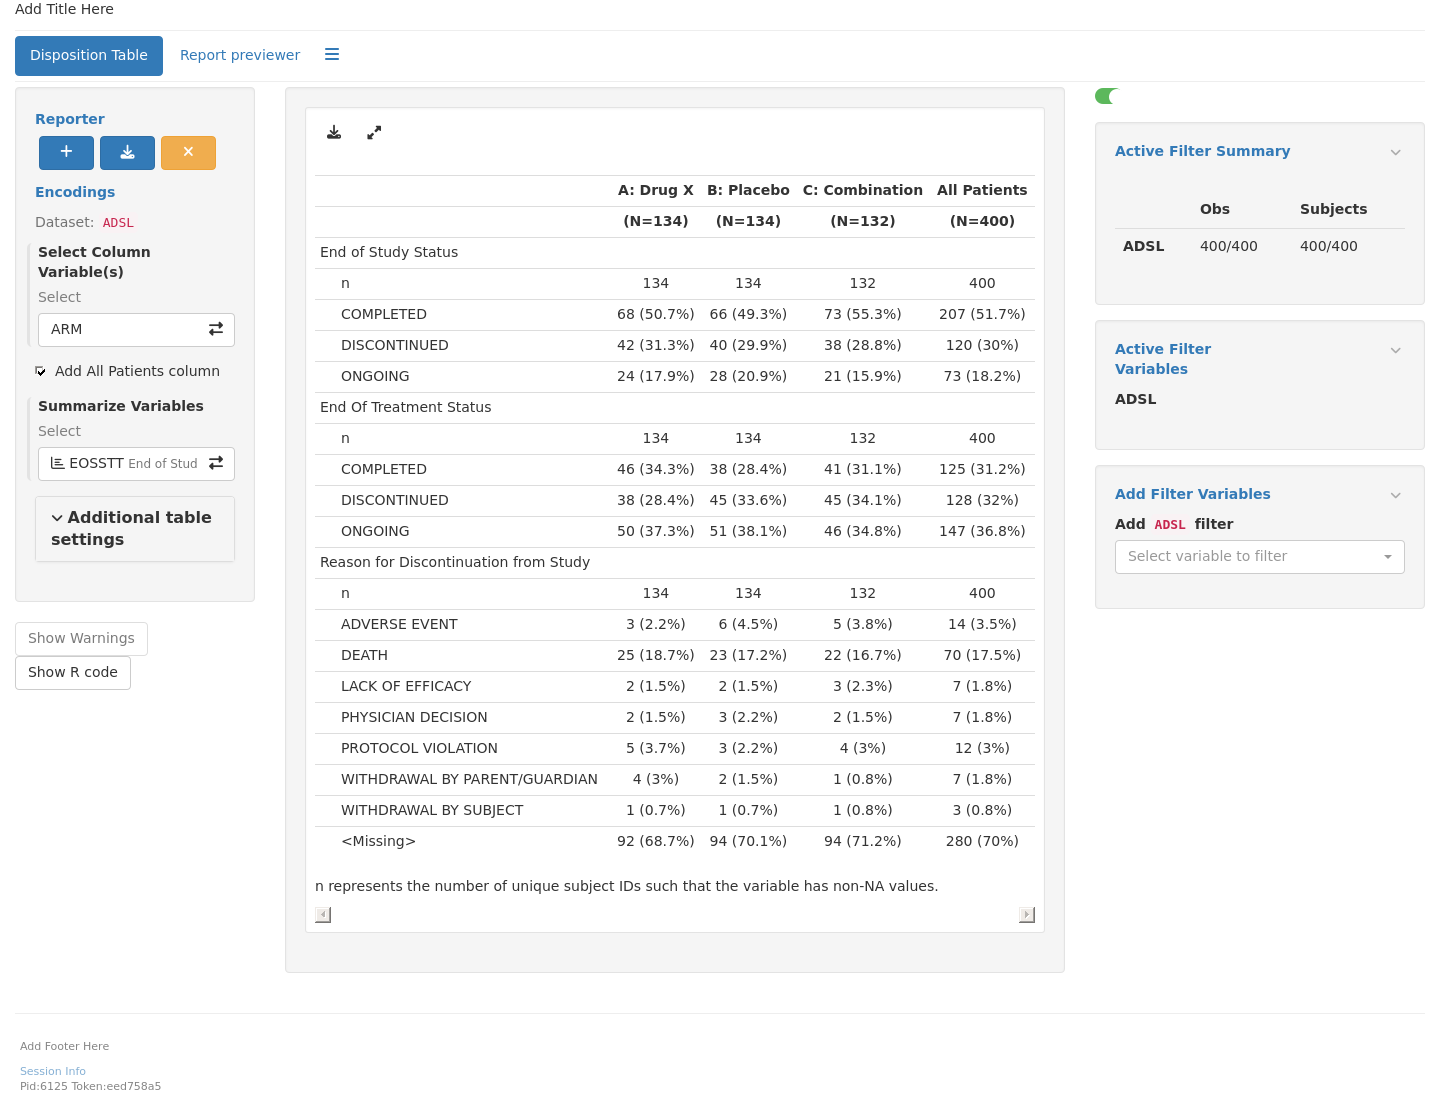 Add Title Here
Disposition Table Report previewer
Reporter
Encodings
Dataset: ADSL
Select Column
Variable(s)
Select
ARM
Add All Patients column
Summarize Variables
Select
EOSSTT End of Stud
Additional table
settings
Show Warnings
Show R code
A: Drug X B: Placebo C: Combination All Patients
(N=134) (N=134) (N=132) (N=400)
End of Study Status
n 134 134 132 400
COMPLETED 68 (50.7%) 66 (49.3%) 73 (55.3%) 207 (51.7%)
DISCONTINUED 42 (31.3%) 40 (29.9%) 38 (28.8%) 120 (30%)
ONGOING 24 (17.9%) 28 (20.9%) 21 (15.9%) 73 (18.2%)
End Of Treatment Status
n 134 134 132 400
COMPLETED 46 (34.3%) 38 (28.4%) 41 (31.1%) 125 (31.2%)
DISCONTINUED 38 (28.4%) 45 (33.6%) 45 (34.1%) 128 (32%)
ONGOING 50 (37.3%) 51 (38.1%) 46 (34.8%) 147 (36.8%)
Reason for Discontinuation from Study
n 134 134 132 400
ADVERSE EVENT 3 (2.2%) 6 (4.5%) 5 (3.8%) 14 (3.5%)
DEATH 25 (18.7%) 23 (17.2%) 22 (16.7%) 70 (17.5%)
LACK OF EFFICACY 2 (1.5%) 2 (1.5%) 3 (2.3%) 7 (1.8%)
PHYSICIAN DECISION 2 (1.5%) 3 (2.2%) 2 (1.5%) 7 (1.8%)
PROTOCOL VIOLATION 5 (3.7%) 3 (2.2%) 4 (3%) 12 (3%)
WITHDRAWAL BY PARENT/GUARDIAN 4 (3%) 2 (1.5%) 1 (0.8%) 7 (1.8%)
WITHDRAWAL BY SUBJECT 1 (0.7%) 1 (0.7%) 1 (0.8%) 3 (0.8%)
<Missing> 92 (68.7%) 94 (70.1%) 94 (71.2%) 280 (70%)
n represents the number of unique subject IDs such that the variable has non-NA values.
Active Filter Summary
Obs Subjects
ADSL 400/400 400/400
Active Filter
Variables
ADSL
Add Filter Variables
Add ADSL filter
Select variable to filter
Add Footer Here
Session Info
Pid:6125 Token:eed758a5